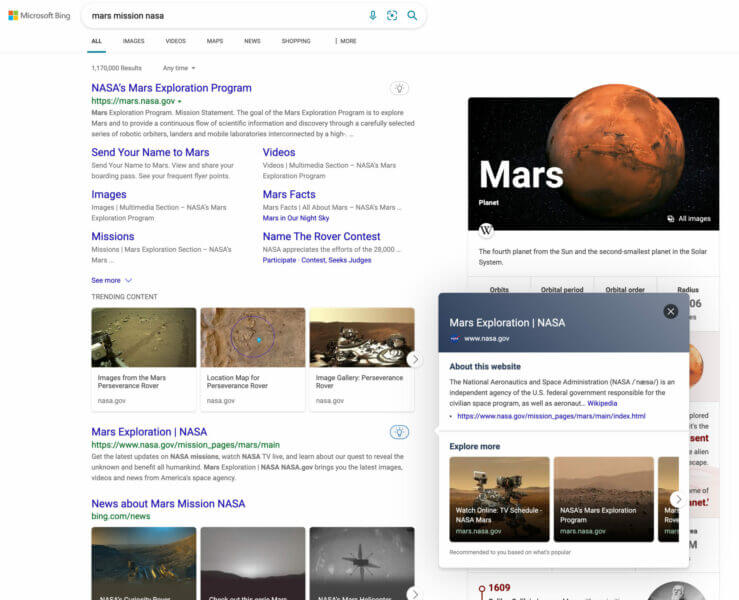 Microsoft Bing
mars mission nasa
ALL
IMAGES
VIDEOS
MAPS
NEWS
SHOPPING
MORE
1,170,000 Results
Any time
NASA's Mars Exploration Program
https://mars.nasa.gov
Mars Exploration Program. Mission Statement. The goal of the Mars Exploration Program is to explore
Mars and to provide a continuous flow of scientific information and discovery through a carefully selected
series of robotic orbiters, landers and mobile laboratories interconnected by a high-. ...
Send Your Name to Mars
Send Your Name to Mars. View and share your
boarding pass. See your frequent flyer points.
Videos
Videos | Multimedia Section – NASA's Mars
Exploration Program
Images
Images | Multimedia Section – NASA's Mars
Exploration Program
Mars Facts
Mars Facts | All About Mars – NASA's Mars ...
Mars in Our Night Sky
Missions
Missions | Mars Exploration Section – NASA's
Mars ...
Name The Rover Contest
NASA appreciates the efforts of the 28,000 ...
Participate · Contest, Seeks Judges
See more
TRENDING CONTENT
Images from the Mars
Perseverance Rover
nasa.gov
Location Map for
Perseverance Rover
nasa.gov
Image Gallery: Perseverance
Rover
nasa.gov
Mars Exploration | NASA
https://www.nasa.gov/mission_pages/mars/main
Get the latest updates on NASA missions, watch NASA TV live, and learn about our quest to reveal the
unknown and benefit all humankind. Mars Exploration | NASA NASA.gov brings you the latest images,
videos and news from America's space agency.
News about Mars Mission NASA
bing.com/news
NASA's Curiosity Rover
Check out this eerie Mars
NASA's Mars Helicopter
Mars
Planet
All images
W
The fourth planet from the Sun and the second-smallest planet in the Solar
System.
Orbits
Orbital period
Orbital order
Radius
06
Mars Exploration | NASA
www.nasa.gov
About this website
The National Aeronautics and Space Administration (NASA /ˈnæsə/) is an
independent agency of the U.S. federal government responsible for the
civilian space program, as well as aeronaut... Wikipedia
https://www.nasa.gov/mission_pages/mars/main/index.html
Explore more
Watch Online: TV Schedule -
NASA Mars
mars.nasa.gov
NASA's Mars Exploration
Program
mars.nasa.gov
Mars
Rove
mars.
Recommended to you based on what's popular
plored
it's the
sent
e alien
scape.
ome of
anet.'
rea
M
1609